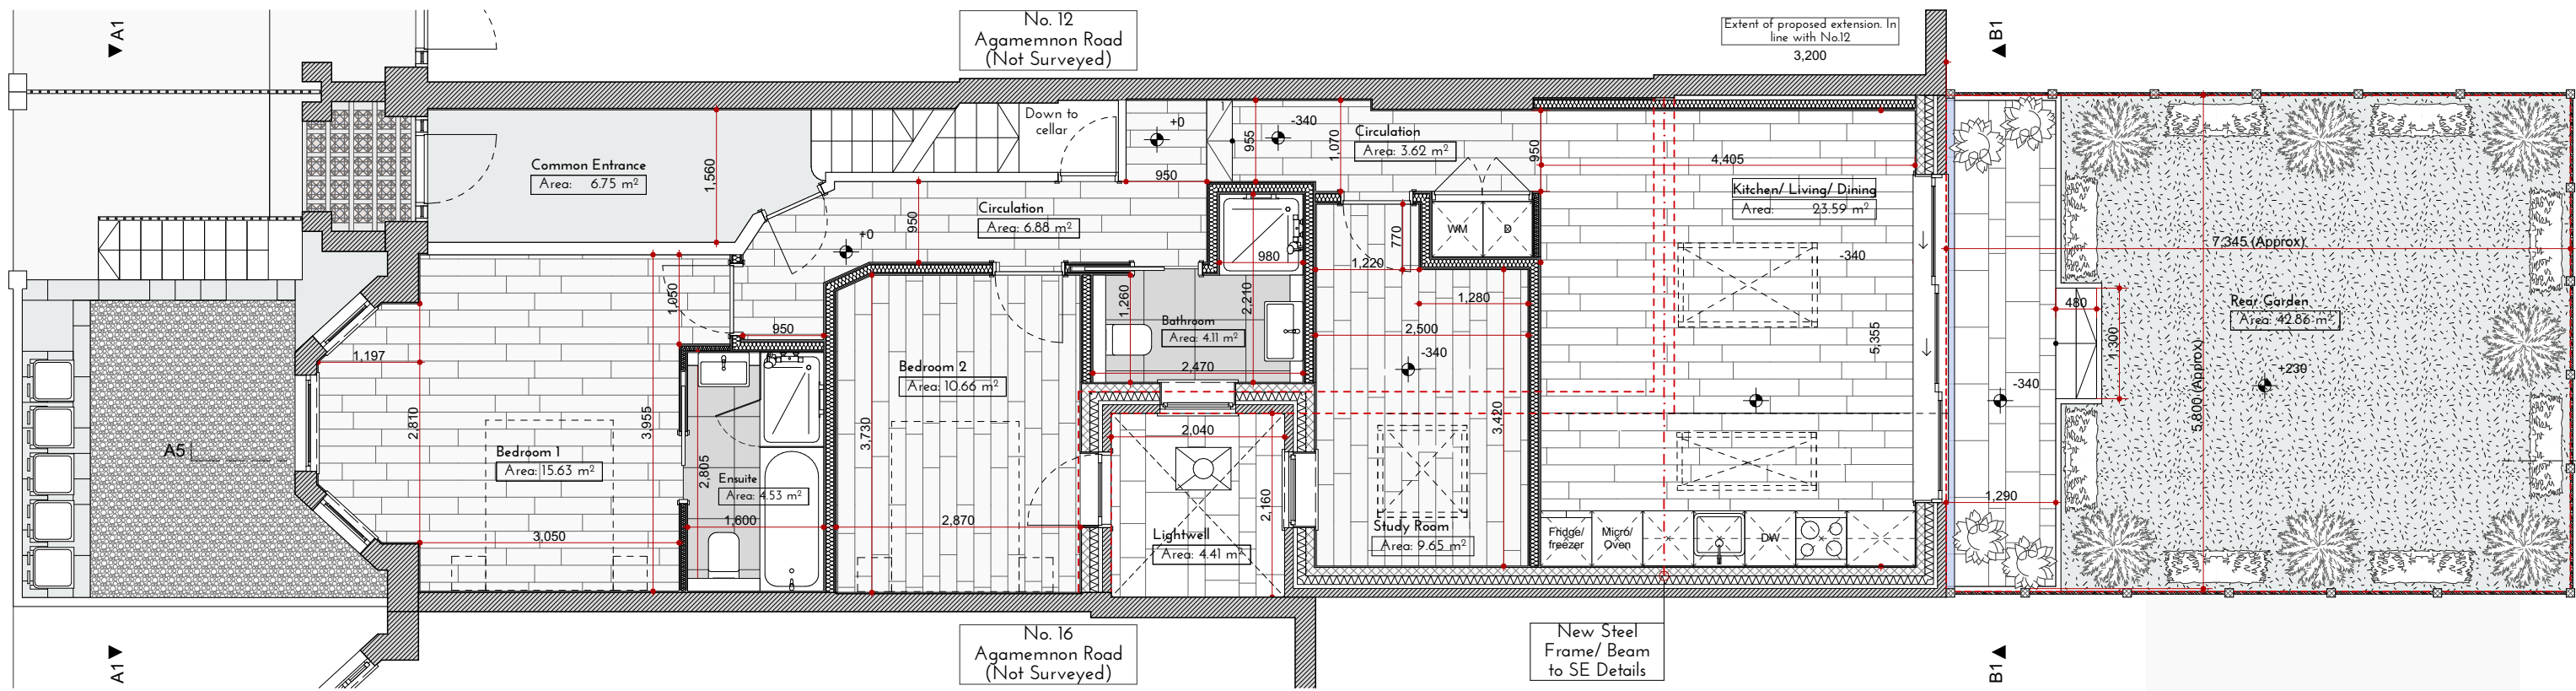 A1
No. 12
Agamemnon Road
(Not Surveyed)
Extent of proposed extension. In
line with No.12
3,200
B1
Down to
cellar
+0
1
955
-340
1,070
Circulation
Area: 3.62 m²
950
4,405
Common Entrance
Area: 6.75 m²
1,560
950
Kitchen/ Living/ Dining
Area: 23.59 m²
Circulation
Area: 6.88 m²
950
+0
WM
D
770
980
1,220
-340
7,345 (Approx)
1,050
1,260
2,210
1,280
480
Rear Garden
Area: 42.86 m²
950
Bathroom
Area: 4.11 m²
2,500
5,355
1,300
1,197
-340
2,470
Bedroom 2
Area: 10.66 m²
+230
-340
2,810
3,955
3,730
3,420
5,800 (Approx)
A5
Bedroom 1
Area: 15.63 m²
2,040
2,805
Ensuite
Area: 4.53 m²
2,160
1,290
1,600
2,870
3,050
Lightwell
Area: 4.41 m²
Study Room
Area: 9.65 m²
Fridge/
freezer
Micro/
Oven
DW
A1
No. 16
Agamemnon Road
(Not Surveyed)
New Steel
Frame/ Beam
to SE Details
B1